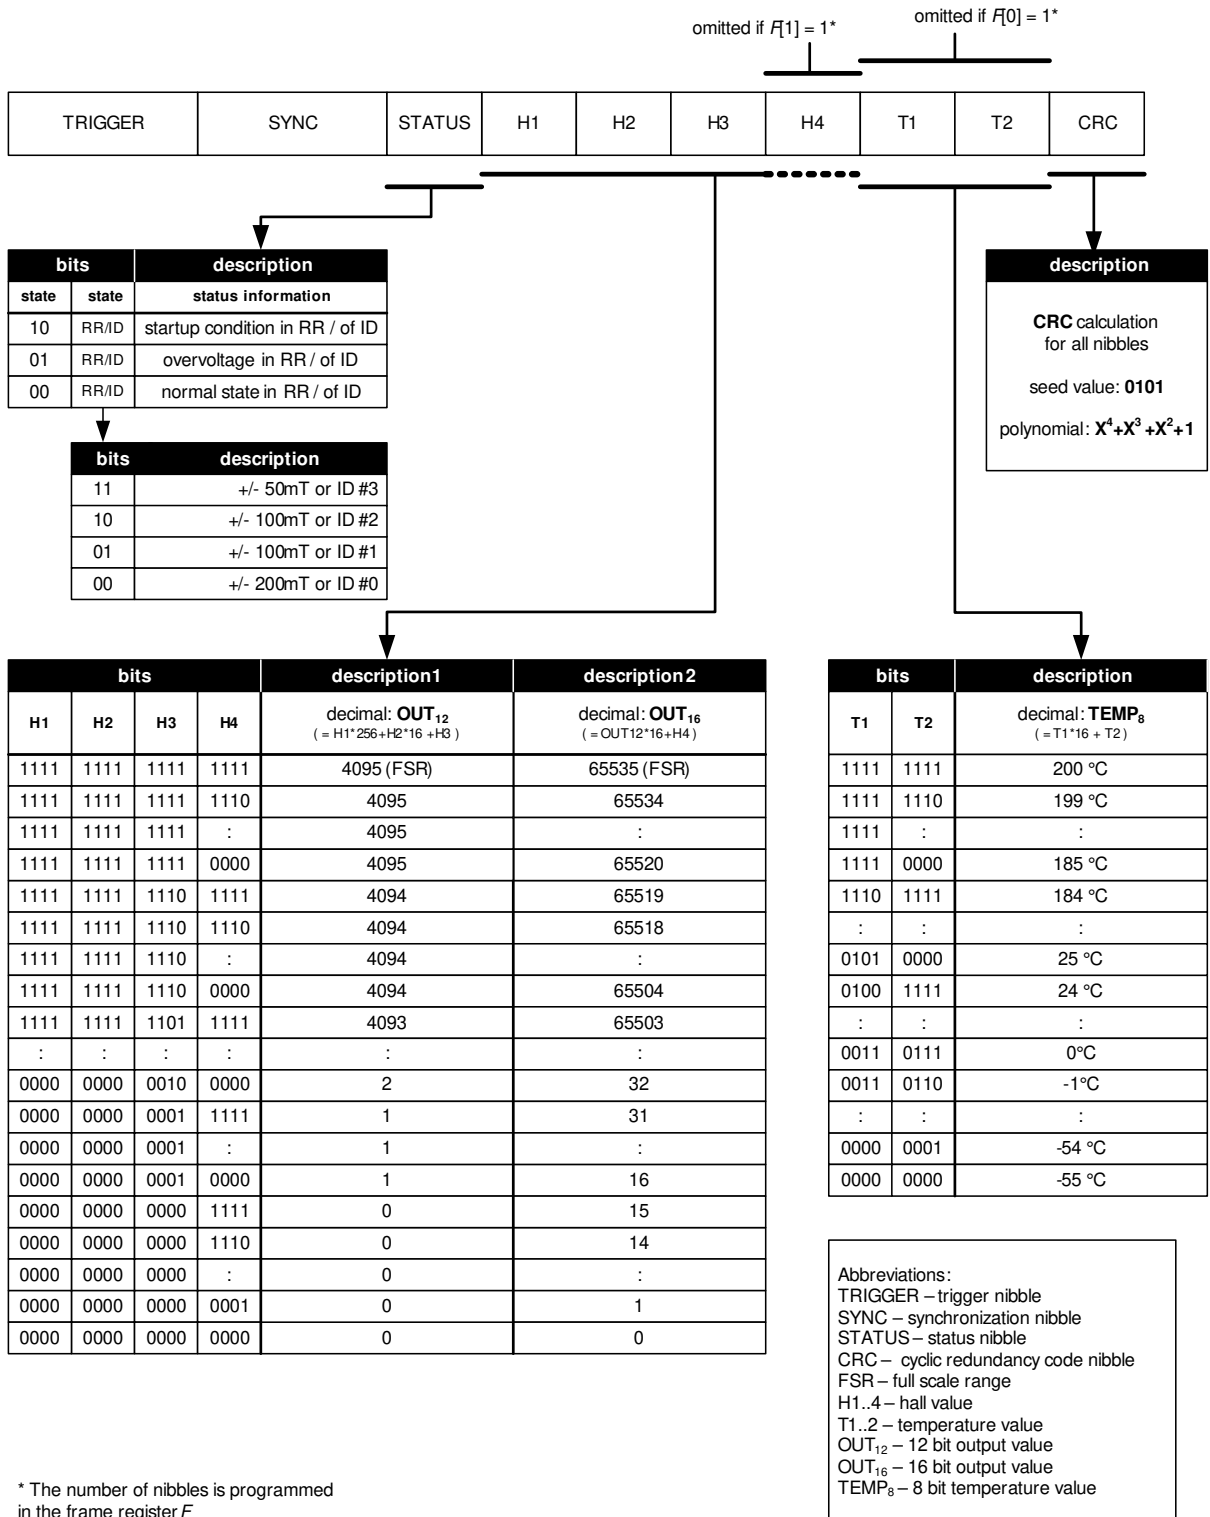 omitted if F[1] = 1*
omitted if F[0] = 1*
TRIGGER SYNC STATUS H1 H2 H3 H4 T1 T2 CRC
bits description
state state status information
10 RR/ID startup condition in RR / of ID
01 RR/ID overvoltage in RR / of ID
00 RR/ID normal state in RR / of ID
bits description
11 +/- 50mT or ID #3
10 +/- 100mT or ID #2
01 +/- 100mT or ID #1
00 +/- 200mT or ID #0
description
CRC calculation
for all nibbles
seed value: 0101
polynomial: X⁴+X³+X²+1
bits description1 description2
H1 H2 H3 H4 decimal: OUT₁₂ decimal: OUT₁₆
( = H1*256+H2*16 +H3 ) ( = OUT12*16+H4 )
1111 1111 1111 1111 4095 (FSR) 65535 (FSR)
1111 1111 1111 1110 4095 65534
1111 1111 1111 : 4095 :
1111 1111 1111 0000 4095 65520
1111 1111 1110 1111 4094 65519
1111 1111 1110 1110 4094 65518
1111 1111 1110 : 4094 :
1111 1111 1110 0000 4094 65504
1111 1111 1101 1111 4093 65503
: : : : : :
0000 0000 0010 0000 2 32
0000 0000 0001 1111 1 31
0000 0000 0001 : 1 :
0000 0000 0001 0000 1 16
0000 0000 0000 1111 0 15
0000 0000 0000 1110 0 14
0000 0000 0000 : 0 :
0000 0000 0000 0001 0 1
0000 0000 0000 0000 0 0
bits description
T1 T2 decimal: TEMP₈
( = T1*16 + T2 )
1111 1111 200 °C
1111 1110 199 °C
1111 : :
1111 0000 185 °C
1110 1111 184 °C
: : :
0101 0000 25 °C
0100 1111 24 °C
: : :
0011 0111 0°C
0011 0110 -1°C
: : :
0000 0001 -54 °C
0000 0000 -55 °C
Abbreviations:
TRIGGER – trigger nibble
SYNC – synchronization nibble
STATUS – status nibble
CRC – cyclic redundancy code nibble
FSR – full scale range
H1..4 – hall value
T1..2 – temperature value
OUT₁₂ – 12 bit output value
OUT₁₆ – 16 bit output value
TEMP₈ – 8 bit temperature value
* The number of nibbles is programmed
in the frame register F